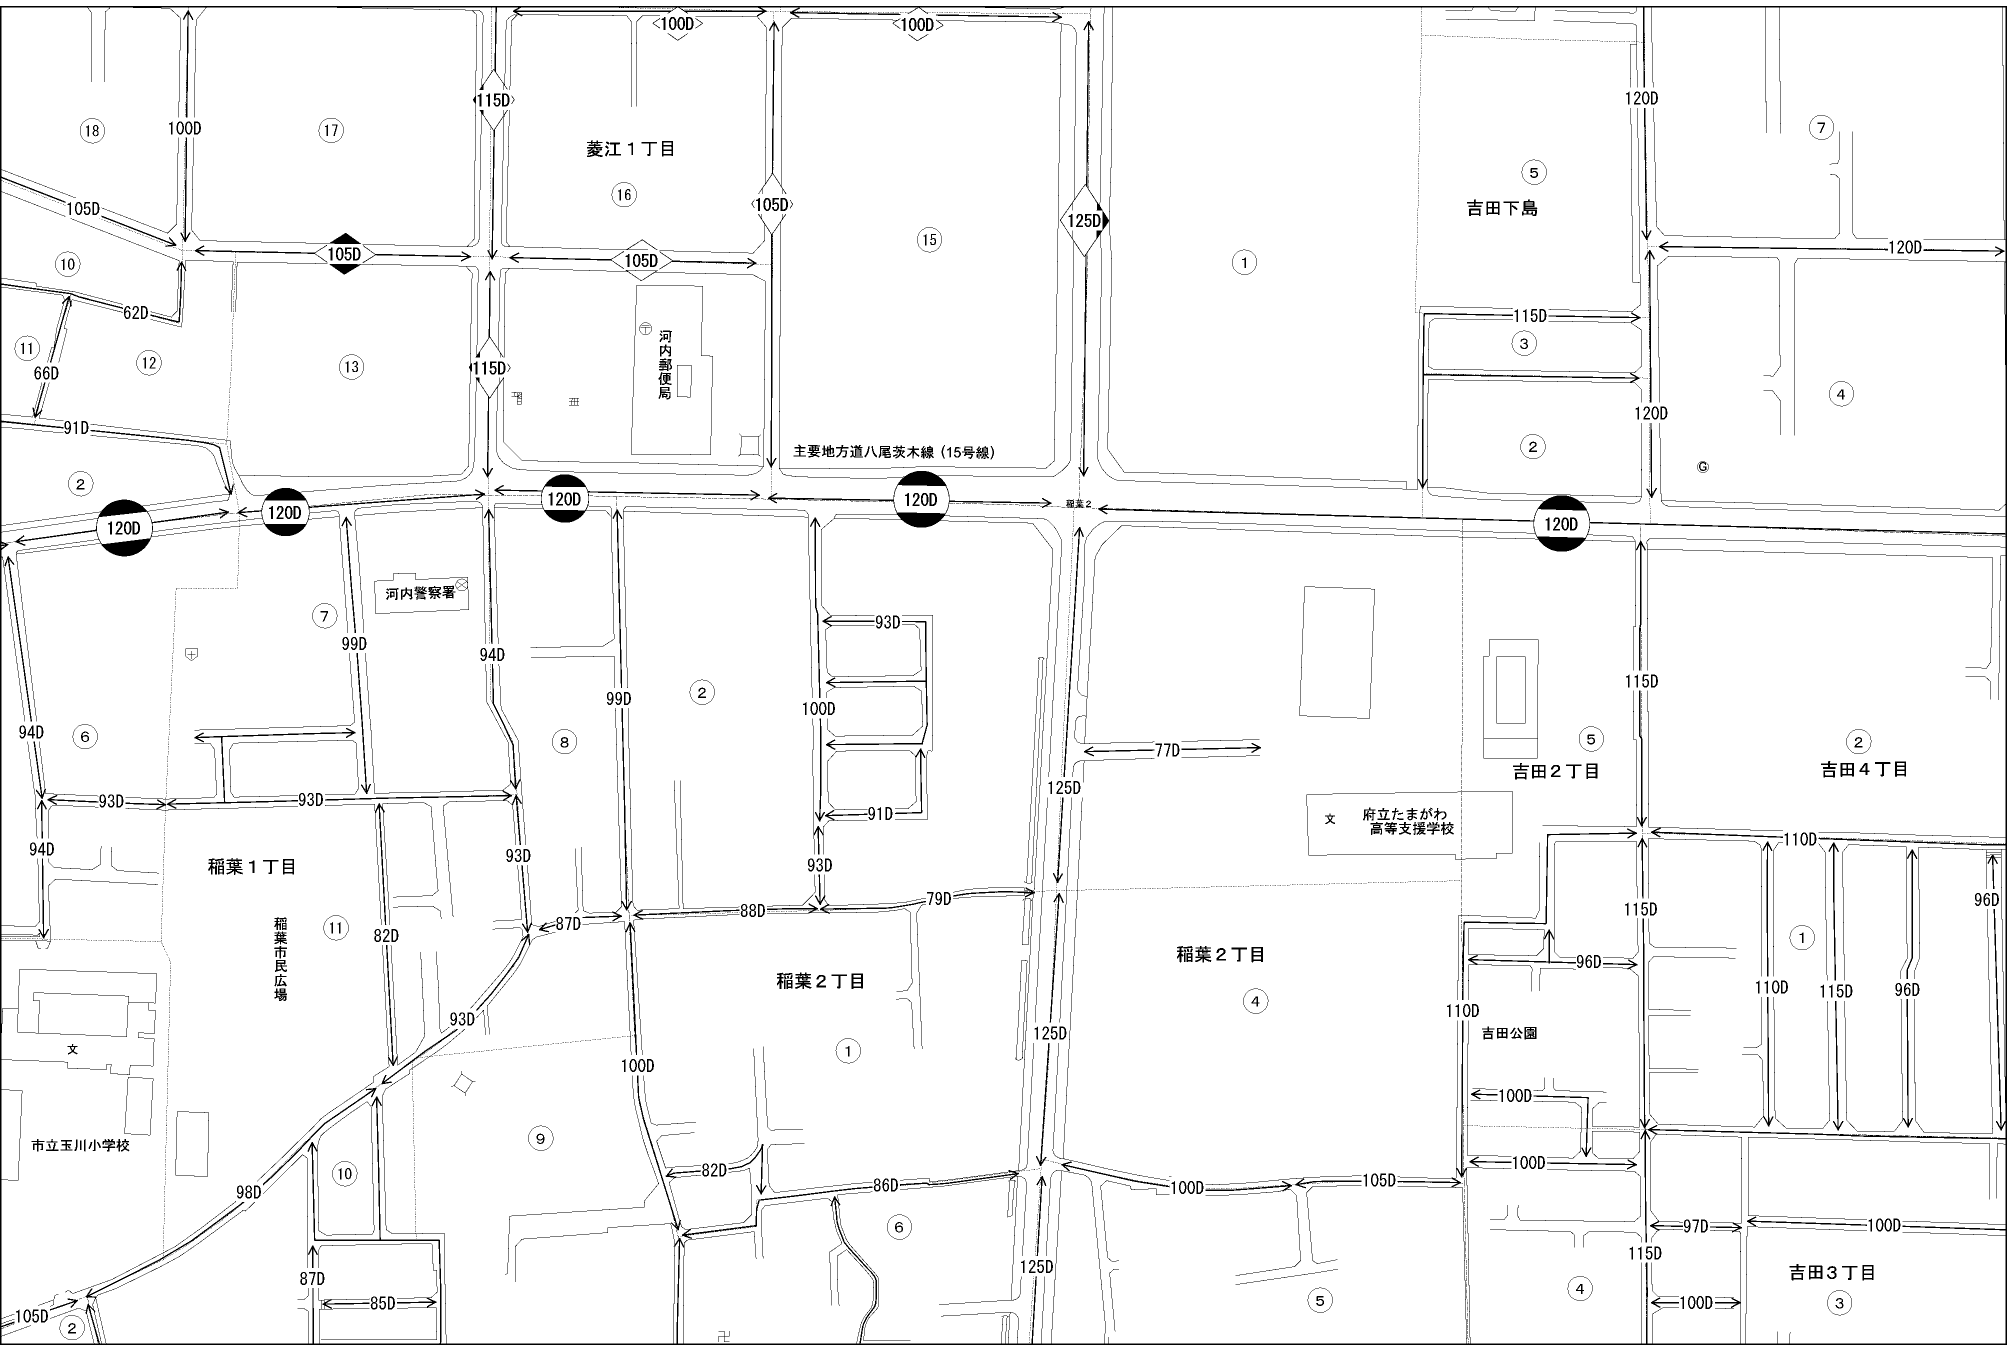 100D
100D
115D
120D
18
100D
17
菱江１丁目
7
16
5
吉田下島
105D
105D
125D
15
105D
105D
120D
10
1
62D
115D
11
12
13
115D
河内郵便局
3
66D
4
91D
120D
2
主要地方道八尾茨木線（15号線）
2
G
120D
120D
120D
120D
稲葉２
120D
河内警察署
7
99D
94D
93D
99D
2
115D
100D
94D
6
8
77D
5
2
吉田２丁目
吉田４丁目
125D
93D
93D
91D
文
府立たまがわ
高等支援学校
94D
93D
93D
110D
稲葉１丁目
79D
96D
88D
115D
87D
11
82D
1
稲葉市民広場
稲葉２丁目
稲葉２丁目
96D
4
110D
115D
96D
110D
93D
125D
吉田公園
文
1
100D
100D
市立玉川小学校
9
100D
10
82D
86D
100D
105D
98D
6
97D
100D
115D
125D
87D
吉田３丁目
4
85D
5
100D
3
105D
2
卍